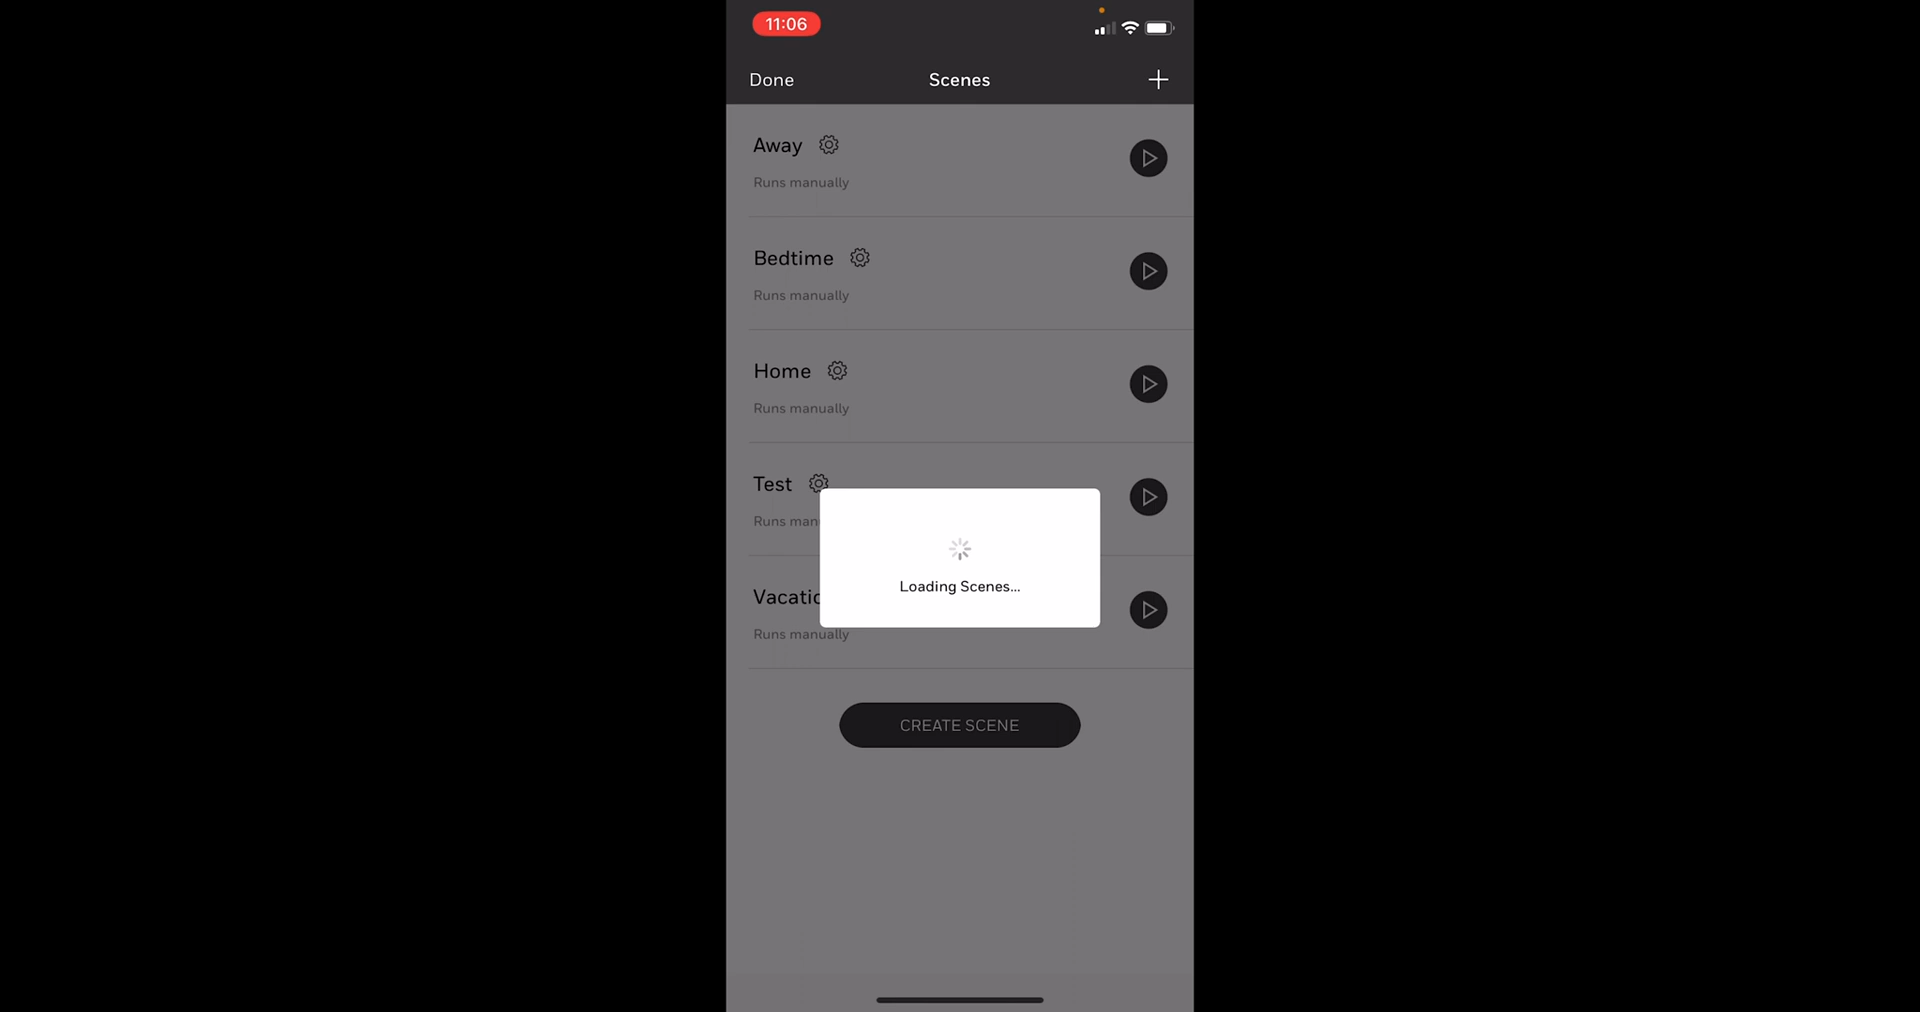 11:06
Done
Scenes
Away
Runs manually
Bedtime
Runs manually
Home
Runs manually
Test
Runs man
Vacatio
Runs manually
Loading Scenes...
CREATE SCENE